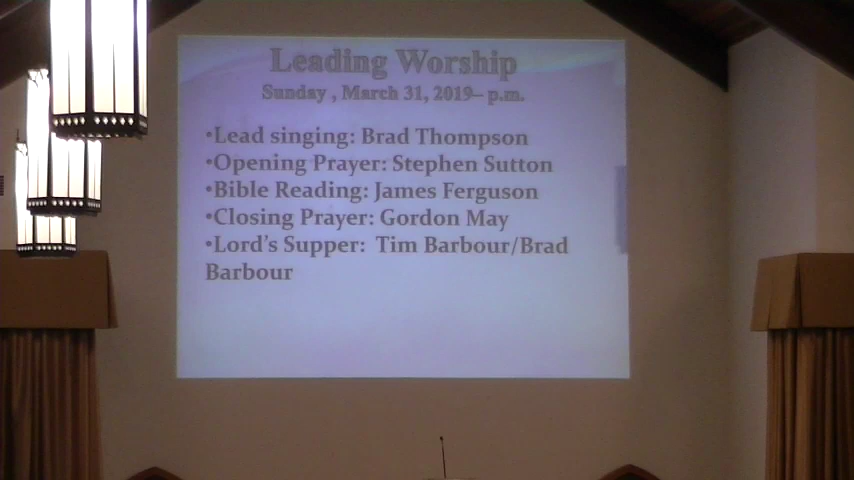 Leading Worship
Sunday , March 31, 2019– p.m.
•Lead singing: Brad Thompson
•Opening Prayer: Stephen Sutton
•Bible Reading: James Ferguson
•Closing Prayer: Gordon May
•Lord's Supper:  Tim Barbour/Brad
Barbour